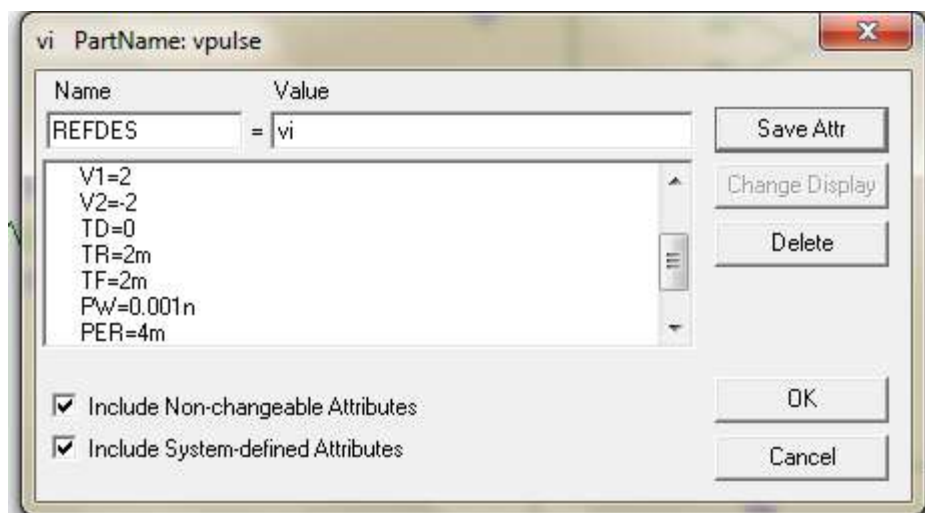 vi PartName: vpulse
Name Value
REFDES = vi
Save Attr
V1=2
V2=-2
TD=0
TR=2m
TF=2m
PW=0.001n
PER=4m
Change Display
Delete
Include Non-changeable Attributes
Include System-defined Attributes
OK
Cancel